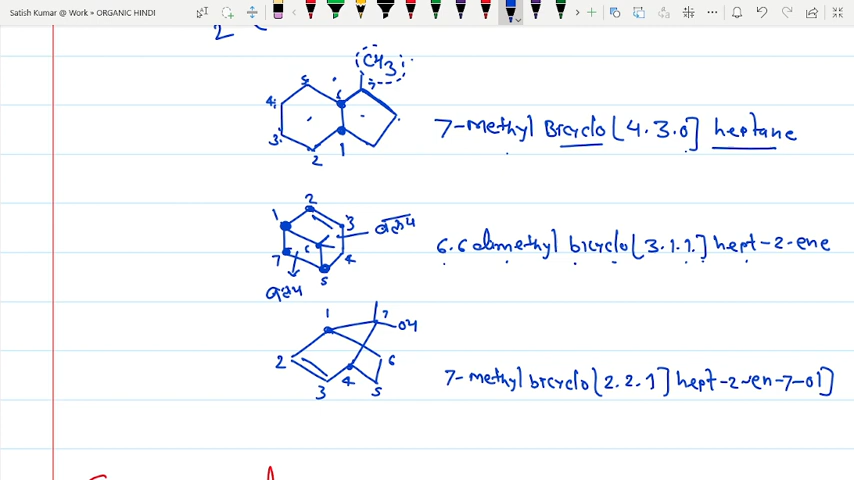 Satish Kumar @ Work » ORGANIC HINDI
2
CH3
5 6 7
4
3
2 1
7-methyl Bicyclo[4.3.0] heptane
2
1 3
6
7 4
5
6.6 dimethyl bicyclo[3.1.1.] hept-2-ene
1 7
OH
2 6
3 4 5
7-methyl bicyclo[2.2.1] hept-2-en-7-ol]